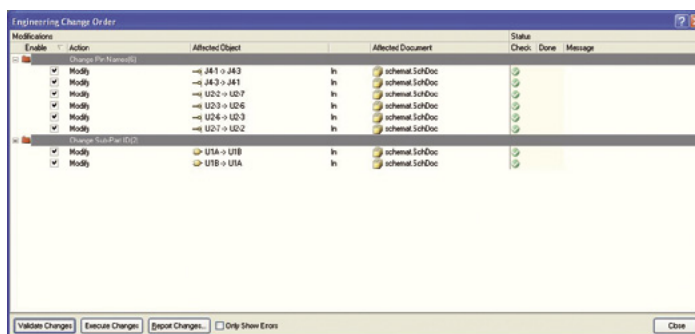 Engineering Change Order
Modifications Status
Enable Action Affected Object Affected Document Check Done Message
Change Pin Names(6)
Modify J4-1 -> J4-3 In schemat.SchDoc
Modify J4-3 -> J4-1 In schemat.SchDoc
Modify U2-2 -> U2-7 In schemat.SchDoc
Modify U2-3 -> U2-6 In schemat.SchDoc
Modify U2-6 -> U2-3 In schemat.SchDoc
Modify U2-7 -> U2-2 In schemat.SchDoc
Change Sub-Part ID(2)
Modify U1A -> U1B In schemat.SchDoc
Modify U1B -> U1A In schemat.SchDoc
Validate Changes Execute Changes Report Changes... Only Show Errors Close